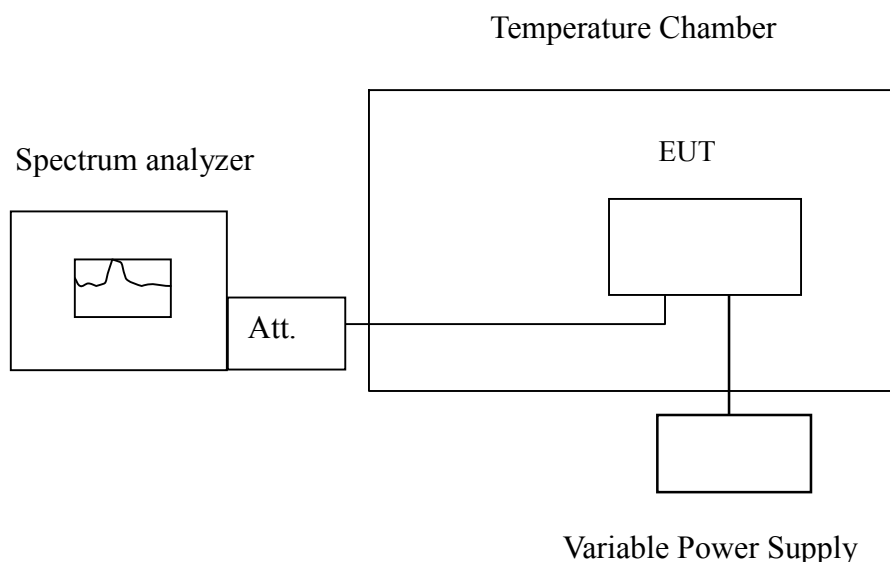 Temperature Chamber
Spectrum analyzer
EUT
Att.
Variable Power Supply